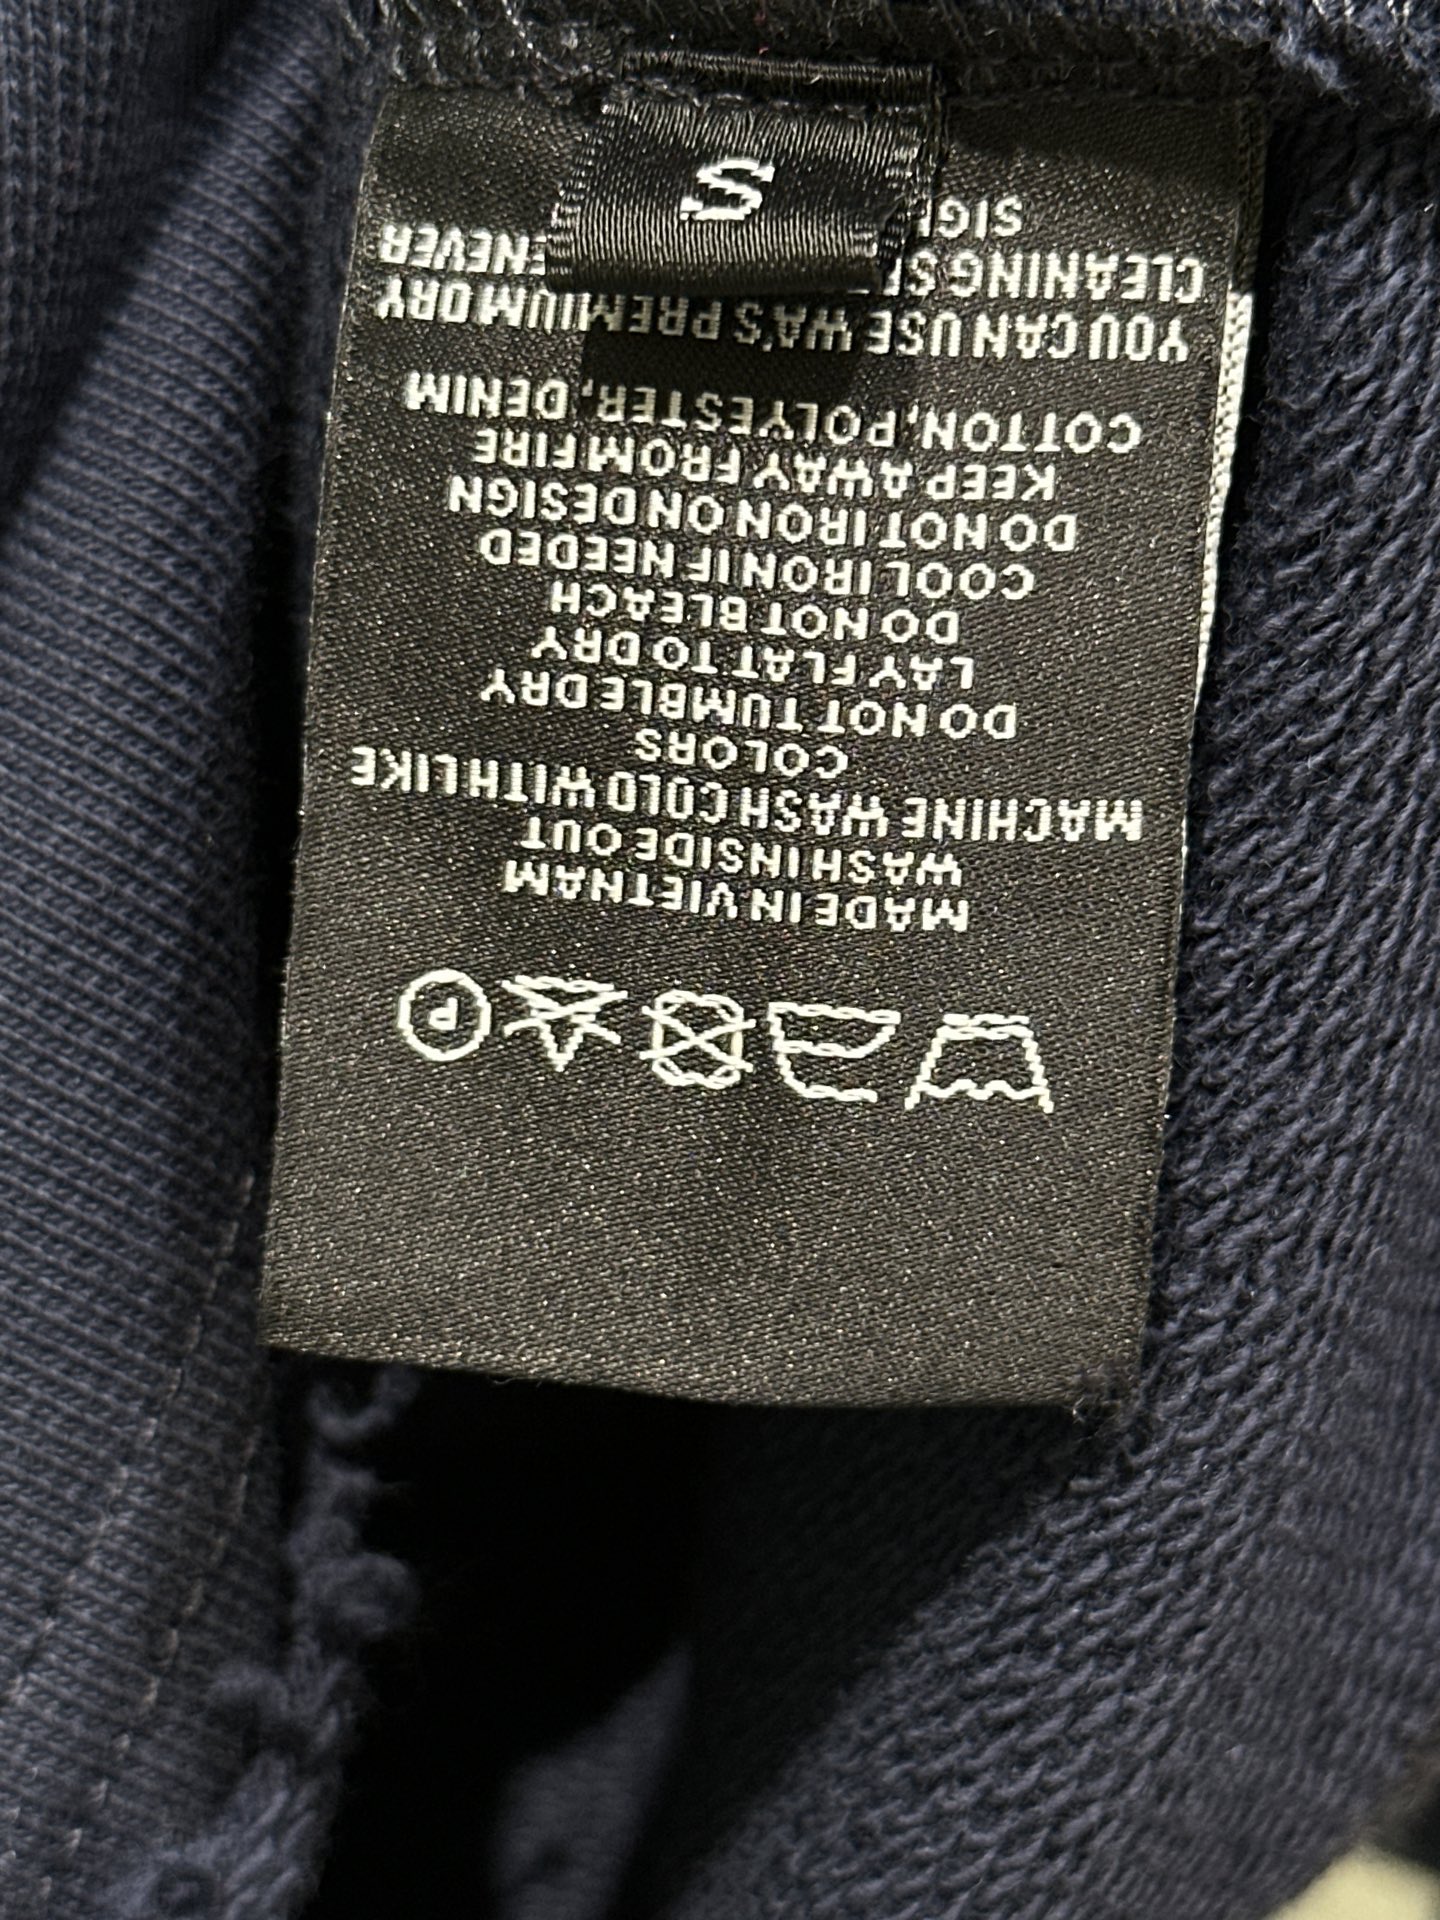 P
MADE IN VIETNAM
WASH INSIDE OUT
MACHINE WASH COLD WITH LIKE
COLORS
DO NOT TUMBLE DRY
LAY FLAT TO DRY
DO NOT BLEACH
COOL IRON IF NEEDED
DO NOT IRON ON DESIGN
KEEP AWAY FROM FIRE
COTTON, POLYESTER, DENIM
YOU CAN USE WA'S PREMIUM DRY
CLEANING
S